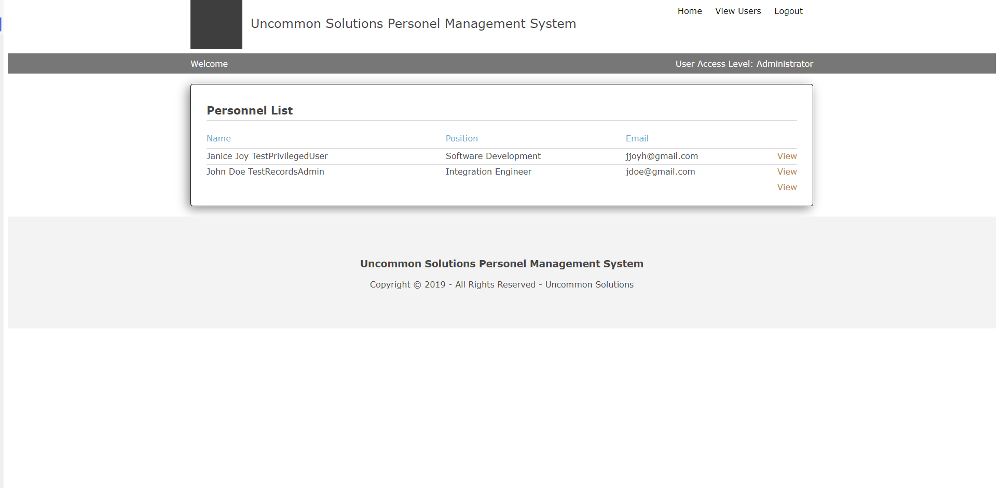 Uncommon Solutions Personel Management System
Home View Users Logout
Welcome User Access Level: Administrator
Personnel List
Name Position Email
Janice Joy TestPrivilegedUser Software Development jjoyh@gmail.com View
John Doe TestRecordsAdmin Integration Engineer jdoe@gmail.com View
View
Uncommon Solutions Personel Management System
Copyright © 2019 - All Rights Reserved - Uncommon Solutions